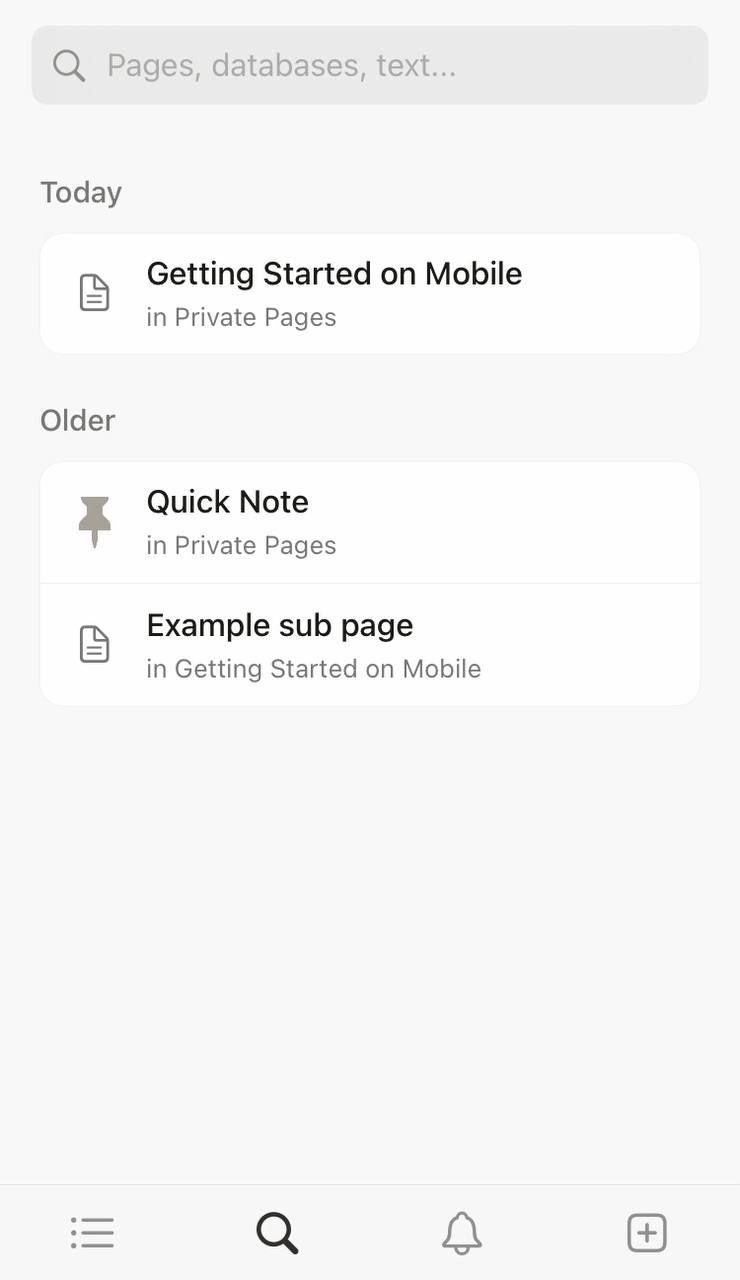 Pages, databases, text...
Today
Getting Started on Mobile
in Private Pages
Older
Quick Note
in Private Pages
Example sub page
in Getting Started on Mobile